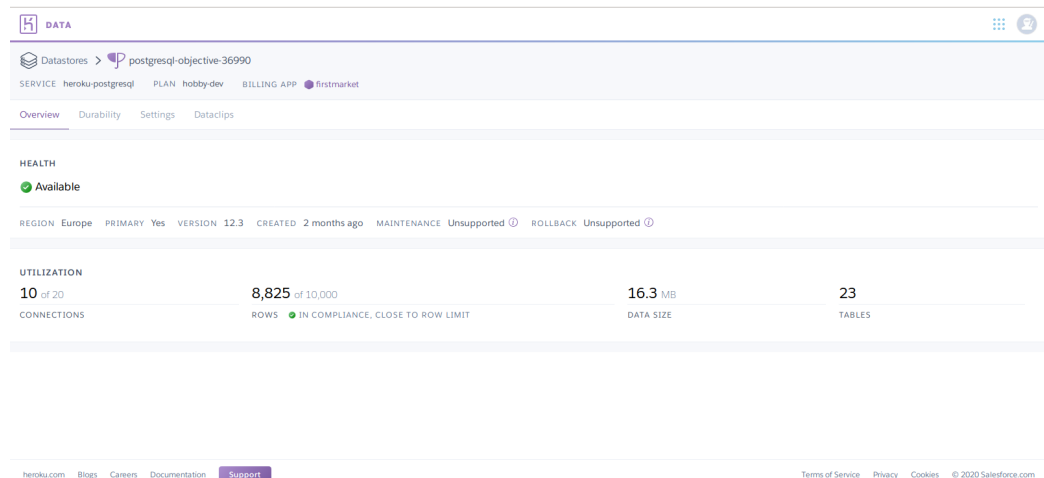 DATA
Datastores > postgresql-objective-36990
SERVICE heroku-postgresql PLAN hobby-dev BILLING APP firstmarket
Overview Durability Settings Dataclips
HEALTH
Available
REGION Europe PRIMARY Yes VERSION 12.3 CREATED 2 months ago MAINTENANCE Unsupported ROLLBACK Unsupported
UTILIZATION
10 of 20 8,825 of 10,000 16.3 MB 23
CONNECTIONS ROWS IN COMPLIANCE, CLOSE TO ROW LIMIT DATA SIZE TABLES
heroku.com Blogs Careers Documentation Support Terms of Service Privacy Cookies © 2020 Salesforce.com